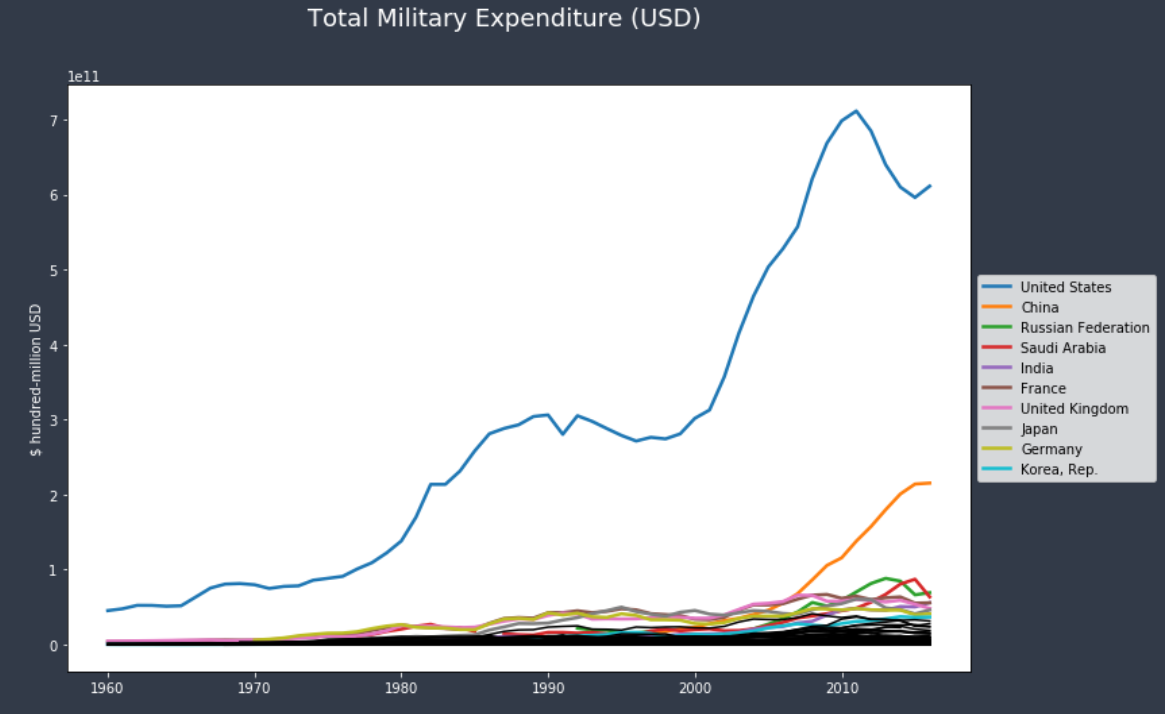 Total Military Expenditure (USD)
1e11
7
6
5
4
3
2
1
0
$ hundred-million USD
1960 1970 1980 1990 2000 2010
United States
China
Russian Federation
Saudi Arabia
India
France
United Kingdom
Japan
Germany
Korea, Rep.